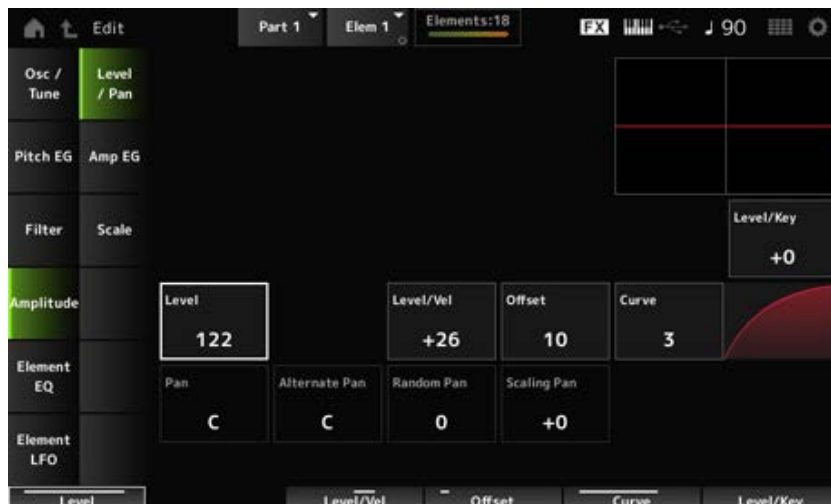 Edit
Part 1
Elem 1
Elements:18
FX
♩ 90
Osc /
Tune
Level
/ Pan
Pitch EG
Amp EG
Filter
Scale
Level/Key
+0
Amplitude
Level
122
Level/Vel
+26
Offset
10
Curve
3
Element
EQ
Pan
C
Alternate Pan
C
Random Pan
0
Scaling Pan
+0
Element
LFO
Level
Level/Vel
Offset
Curve
Level/Key